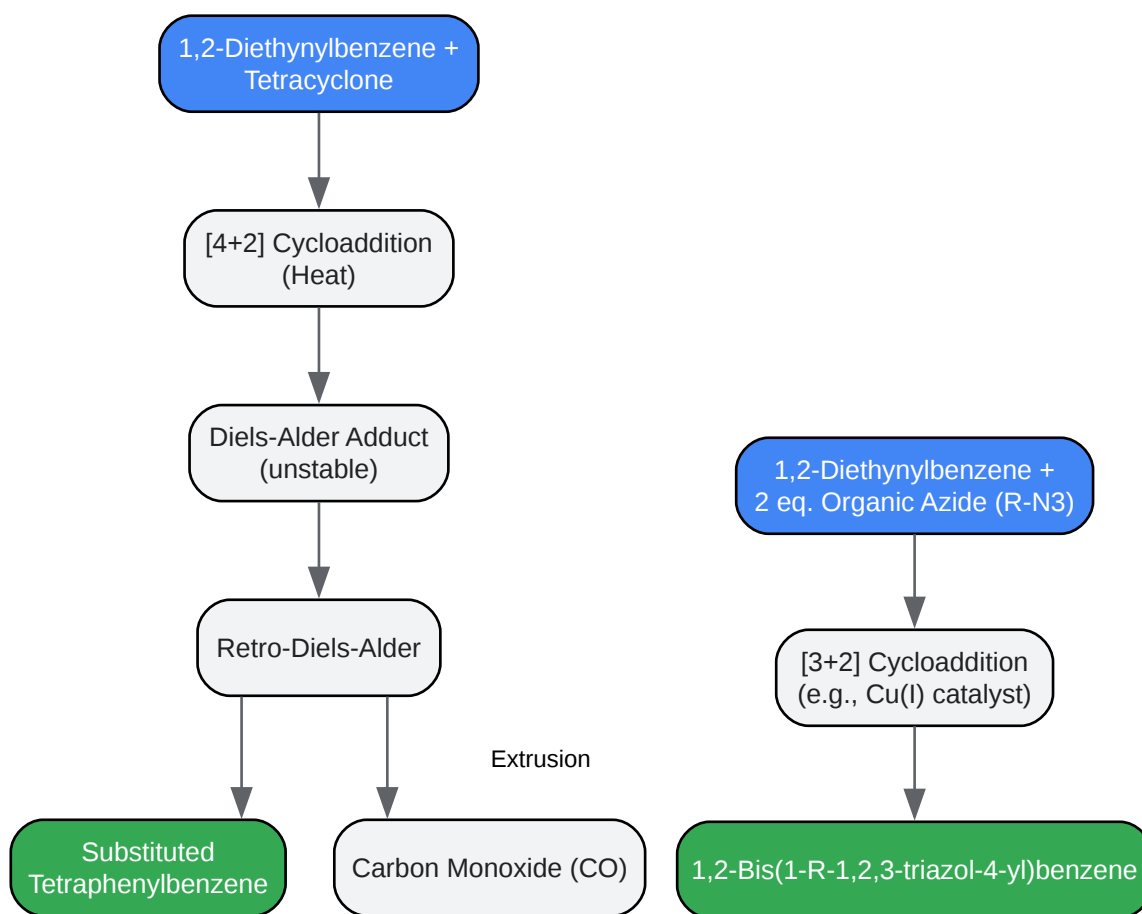 1,2-Diethynylbenzene +
Tetracyclone
[4+2] Cycloaddition
(Heat)
Diels-Alder Adduct
(unstable)
Retro-Diels-Alder
Extrusion
Substituted
Tetraphenylbenzene
Carbon Monoxide (CO)
1,2-Diethynylbenzene +
2 eq. Organic Azide (R-N3)
[3+2] Cycloaddition
(e.g., Cu(I) catalyst)
1,2-Bis(1-R-1,2,3-triazol-4-yl)benzene